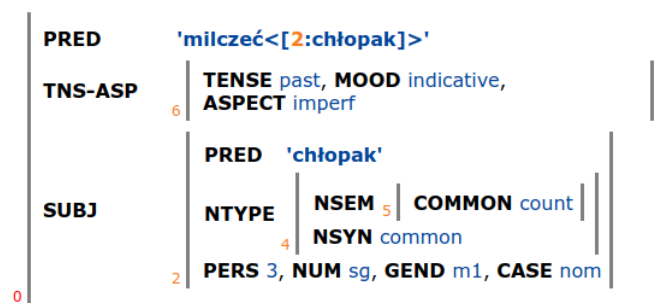 PRED 'milczeć<[2:chłopak]>'
TNS-ASP
TENSE past, MOOD indicative,
ASPECT imperf
6
PRED 'chłopak'
SUBJ
NTYPE
NSEM 5 COMMON count
NSYN common
4
PERS 3, NUM sg, GEND m1, CASE nom
2
0